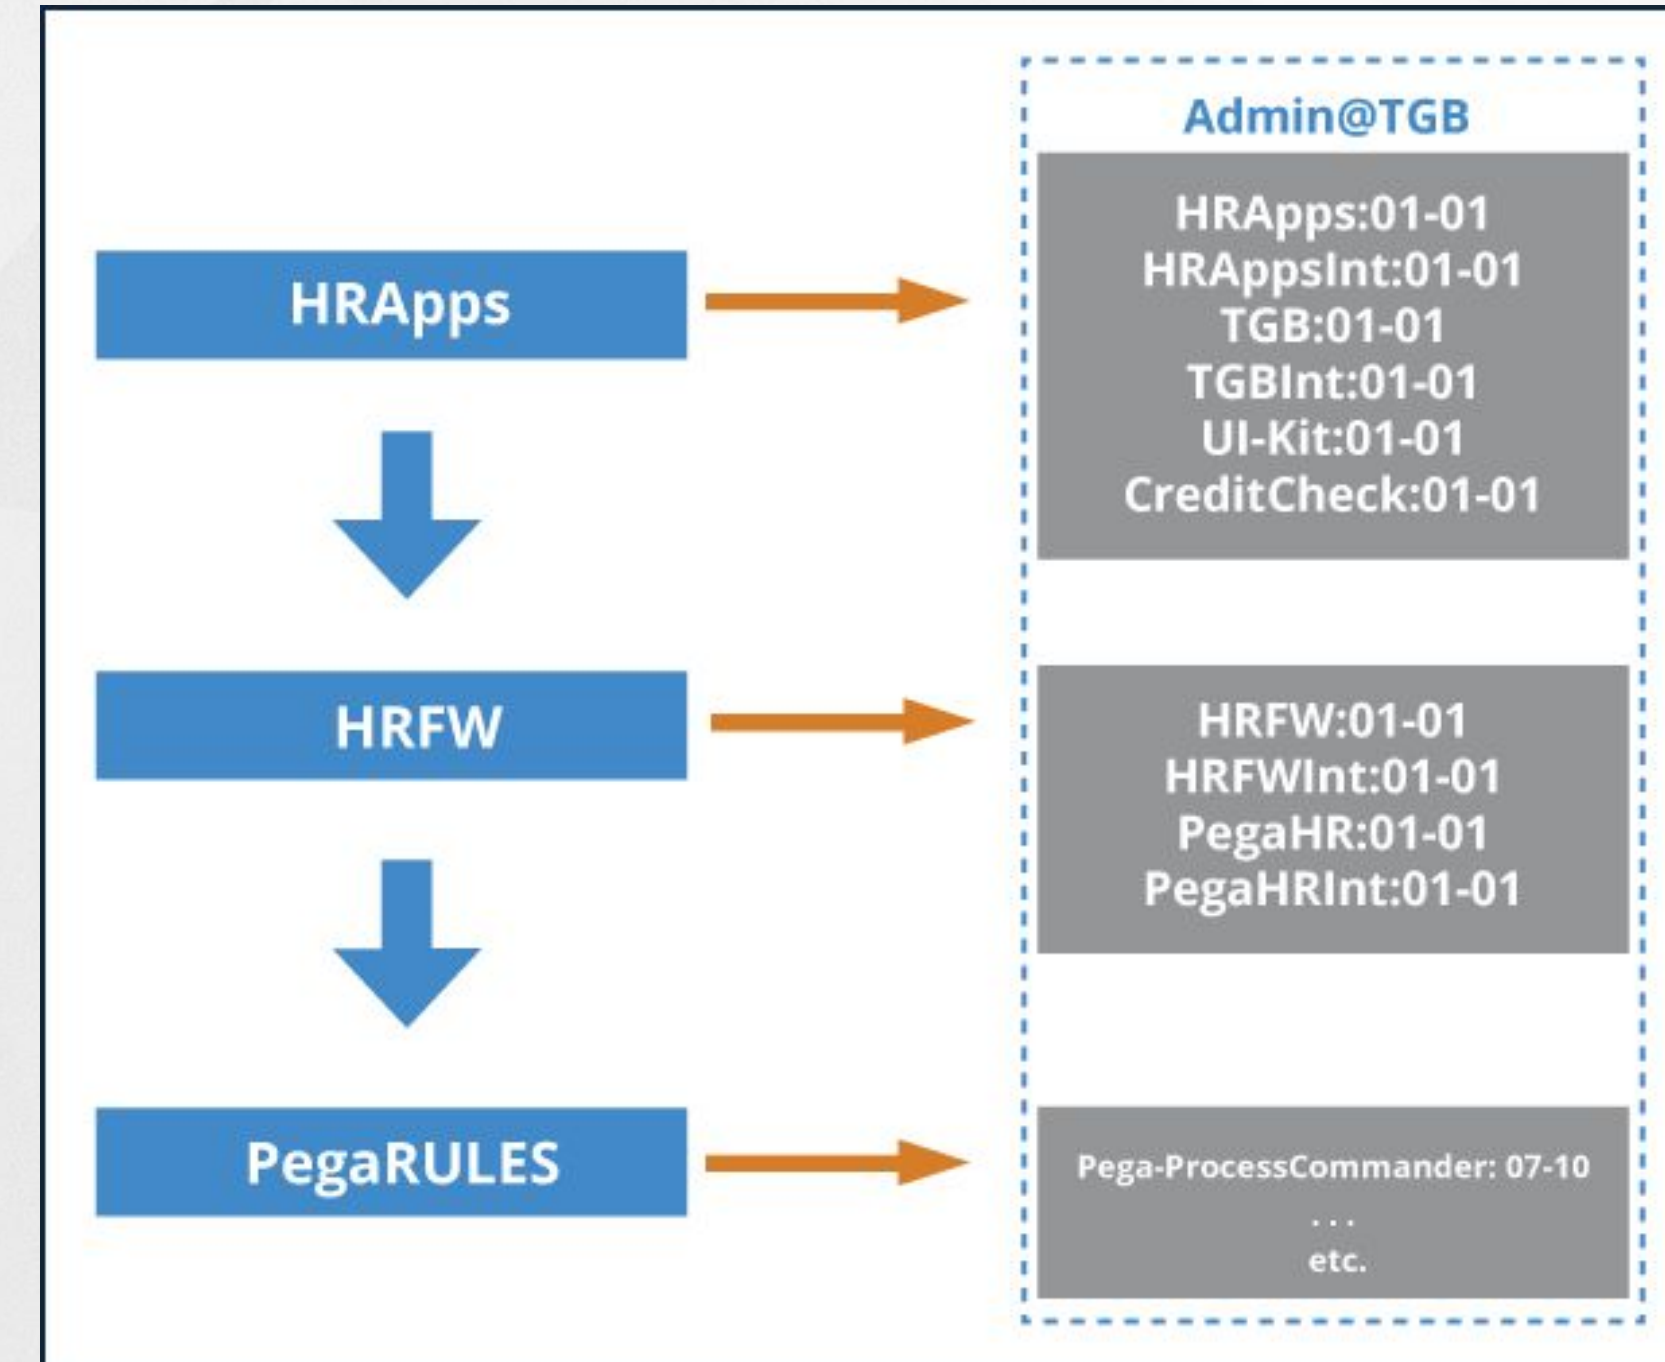 Admin@TGB
HRApps
HRApps:01-01
HRAppsInt:01-01
TGB:01-01
TGBInt:01-01
UI-Kit:01-01
CreditCheck:01-01
HRFW
HRFW:01-01
HRFWInt:01-01
PegaHR:01-01
PegaHRInt:01-01
PegaRULES
Pega-ProcessCommander: 07-10
. . .
etc.